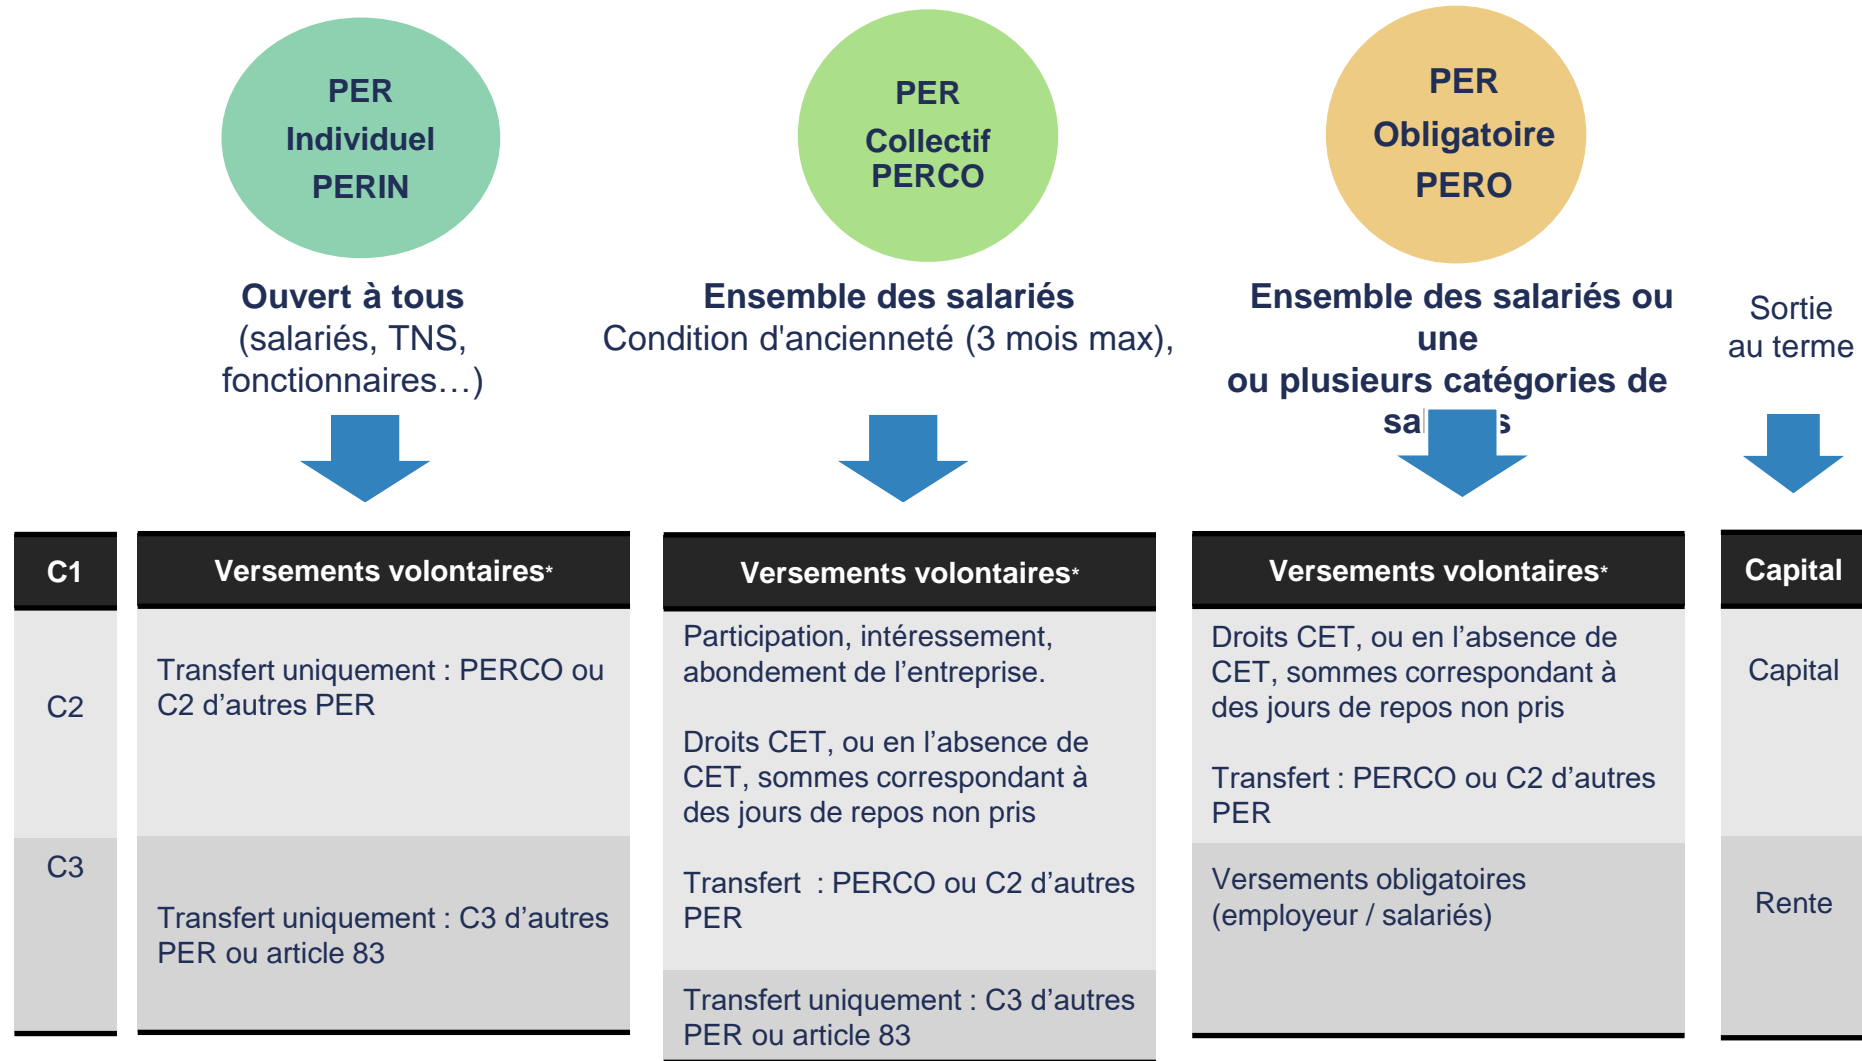 PER
Individuel
PERIN
PER
Collectif
PERCO
PER
Obligatoire
PERO
Ouvert à tous
(salariés, TNS,
fonctionnaires…)
Ensemble des salariés
Condition d'ancienneté (3 mois max),
Ensemble des salariés ou
une
ou plusieurs catégories de
Sortie
au terme
C1
C2
C3
Versements volontaires*
Transfert uniquement : PERCO ou
C2 d’autres PER
Transfert uniquement : C3 d’autres
PER ou article 83
Versements volontaires*
Participation, intéressement,
abondement de l’entreprise.
Droits CET, ou en l’absence de
CET, sommes correspondant à
des jours de repos non pris
Transfert : PERCO ou C2 d’autres
PER
Transfert uniquement : C3 d’autres
PER ou article 83
Versements volontaires*
Droits CET, ou en l’absence de
CET, sommes correspondant à
des jours de repos non pris
Transfert : PERCO ou C2 d’autres
PER
Versements obligatoires
(employeur / salariés)
Capital
Capital
Rente